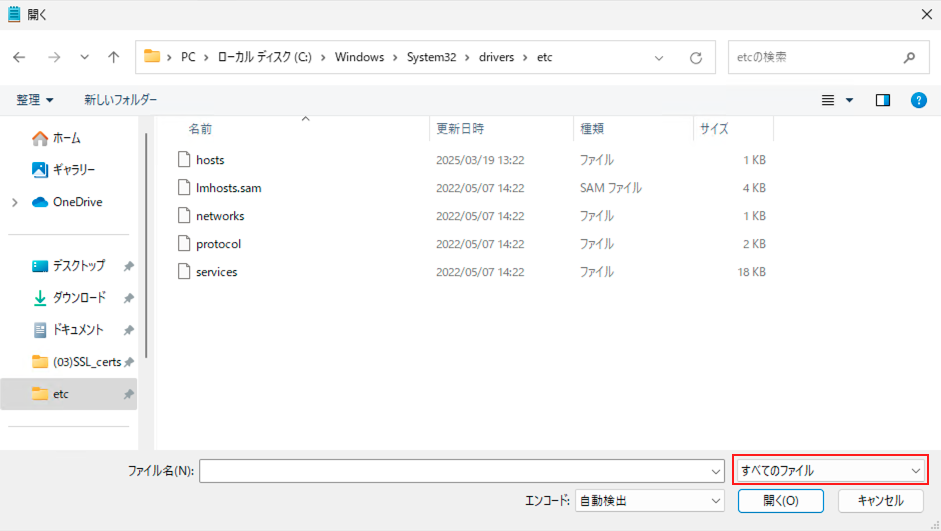 開く
PC > ローカル ディスク (C:) > Windows > System32 > drivers > etc
etcの検索
整理
新しいフォルダー
ホーム
ギャラリー
OneDrive
デスクトップ
ダウンロード
ドキュメント
(03)SSL_certs
etc
名前 更新日時 種類 サイズ
hosts 2025/03/19 13:22 ファイル 1 KB
lmhosts.sam 2022/05/07 14:22 SAM ファイル 4 KB
networks 2022/05/07 14:22 ファイル 1 KB
protocol 2022/05/07 14:22 ファイル 2 KB
services 2022/05/07 14:22 ファイル 18 KB
ファイル名(N):
すべてのファイル
エンコード: 自動検出
開く(O) キャンセル